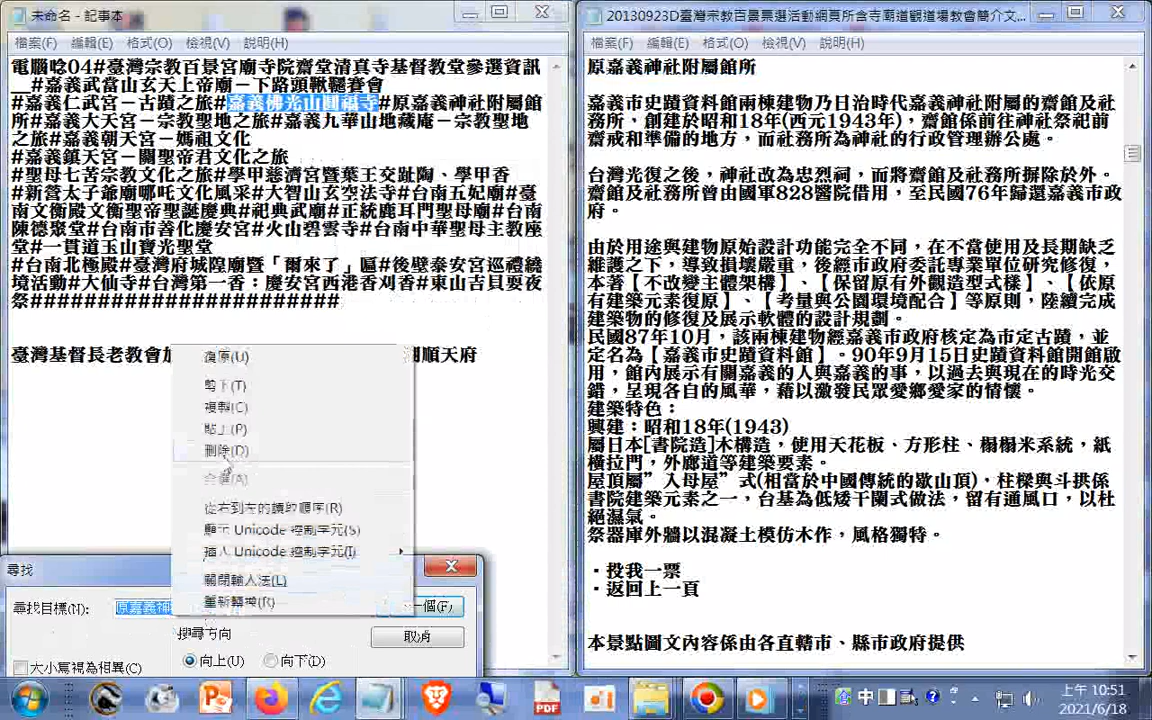 未命名 - 記事本
檔案(F) 編輯(E) 格式(O) 檢視(V) 說明(H)
電腦唸04#臺灣宗教百景宮廟寺院齋堂清真寺基督教堂參選資訊
__#嘉義武當山玄天上帝廟－下路頭鞦韆賽會
#嘉義仁武宮－古蹟之旅#嘉義佛光山圓福寺#原嘉義神社附屬館
所#嘉義大天宮－宗教聖地之旅#嘉義九華山地藏庵－宗教聖地
之旅#嘉義朝天宮－媽祖文化
#嘉義鎮天宮－關聖帝君文化之旅
#聖母七苦宗教文化之旅#學甲慈濟宮暨葉王交趾陶、學甲香
#新營太子爺廟哪吒文化風采#大智山玄空法寺#台南五妃廟#臺
南文衡殿文衡聖帝聖誕慶典#祀典武廟#正統鹿耳門聖母廟#台南
陳德聚堂#台南市善化慶安宮#火山碧雲寺#台南中華聖母主教座
堂#一貫道玉山寶光聖堂
#台南北極殿#臺灣府城隍廟暨「爾來了」匾#後壁泰安宮巡禮繞
境活動#大仙寺#台灣第一香：慶安宮西港香刈香#東山吉貝耍夜
祭#######################
臺灣基督長老教會 順天府
復原(U)
剪下(T)
複製(C)
貼上(P)
刪除(D)
全選(A)
從右到左的讀取順序(R)
顯示 Unicode 控制字元(S)
插入 Unicode 控制字元(I)
關閉輸入法(L)
重新轉換(R)
尋找
尋找目標(N): 原嘉義神 一個(F)
搜尋方向 取消
大小寫視為相異(C) 向上(U) 向下(D)
20130923D臺灣宗教百景票選活動網頁所含寺廟道觀道場教會簡介文...
檔案(F) 編輯(E) 格式(O) 檢視(V) 說明(H)
原嘉義神社附屬館所
嘉義市史蹟資料館兩棟建物乃日治時代嘉義神社附屬的齋館及社
務所，創建於昭和18年(西元1943年)，齋館係前往神社祭祀前
齋戒和準備的地方，而社務所為神社的行政管理辦公處。
台灣光復之後，神社改為忠烈祠，而將齋館及社務所摒除於外。
齋館及社務所曾由國軍828醫院借用，至民國76年歸還嘉義市政
府。
由於用途與建物原始設計功能完全不同，在不當使用及長期缺乏
維護之下，導致損壞嚴重，後經市政府委託專業單位研究修復，
本著【不改變主體架構】、【保留原有外觀造型式樣】、【依原
有建築元素復原】、【考量與公園環境配合】等原則，陸續完成
建築物的修復及展示軟體的設計規劃。
民國87年10月，該兩棟建物經嘉義市政府核定為市定古蹟，並
定名為【嘉義市史蹟資料館】。90年9月15日史蹟資料館開館啟
用，館內展示有關嘉義的人與嘉義的事，以過去與現在的時光交
錯，呈現各自的風華，藉以激發民眾愛鄉愛家的情懷。
建築特色：
興建：昭和18年(1943)
屬日本[書院造]木構造，使用天花板、方形柱、榻榻米系統，紙
橫拉門，外廊道等建築要素。
屋頂屬”入母屋”式(相當於中國傳統的歇山頂)，柱樑與斗拱係
書院建築元素之一，台基為低矮干闌式做法，留有通風口，以杜
絕濕氣。
祭器庫外牆以混凝土模仿木作，風格獨特。
‧投我一票
‧返回上一頁
本景點圖文內容係由各直轄市、縣市政府提供
中 上午 10:51
2021/6/18